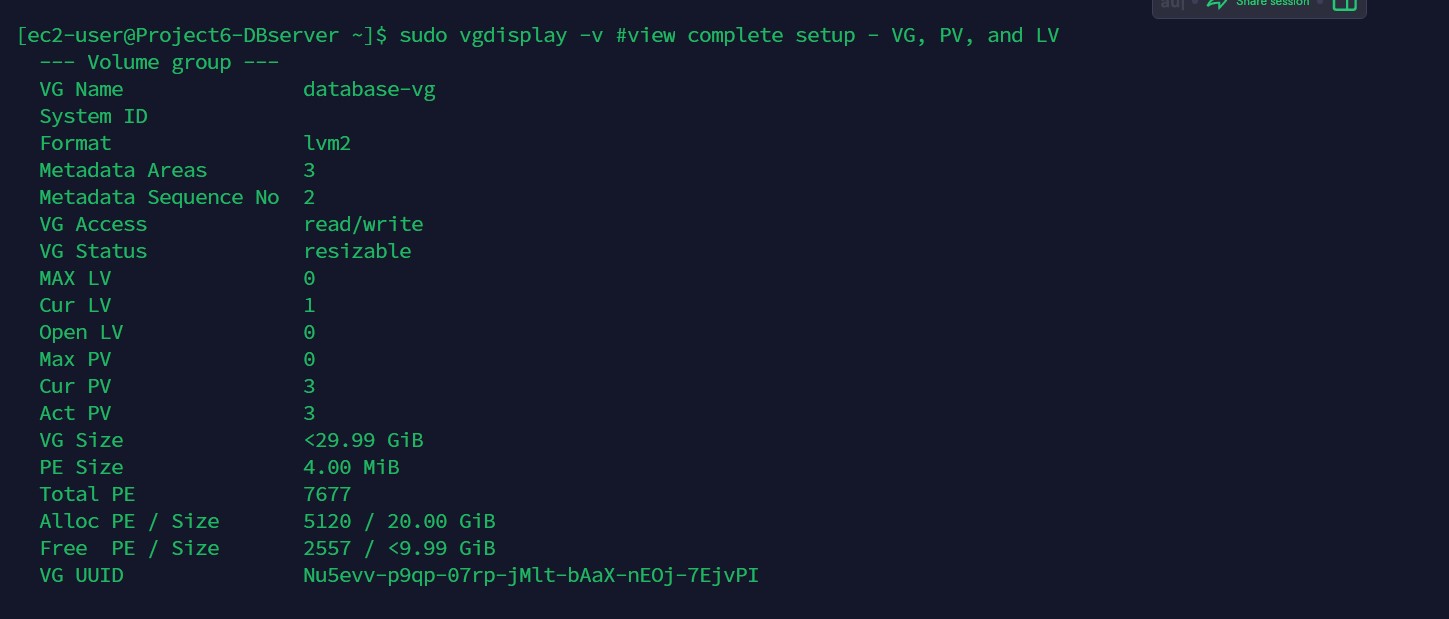 Share session
[ec2-user@Project6-DBserver ~]$ sudo vgdisplay -v #view complete setup - VG, PV, and LV
--- Volume group ---
VG Name database-vg
System ID
Format lvm2
Metadata Areas 3
Metadata Sequence No 2
VG Access read/write
VG Status resizable
MAX LV 0
Cur LV 1
Open LV 0
Max PV 0
Cur PV 3
Act PV 3
VG Size <29.99 GiB
PE Size 4.00 MiB
Total PE 7677
Alloc PE / Size 5120 / 20.00 GiB
Free  PE / Size 2557 / <9.99 GiB
VG UUID Nu5evv-p9qp-07rp-jMlt-bAaX-nEOj-7EjvPI